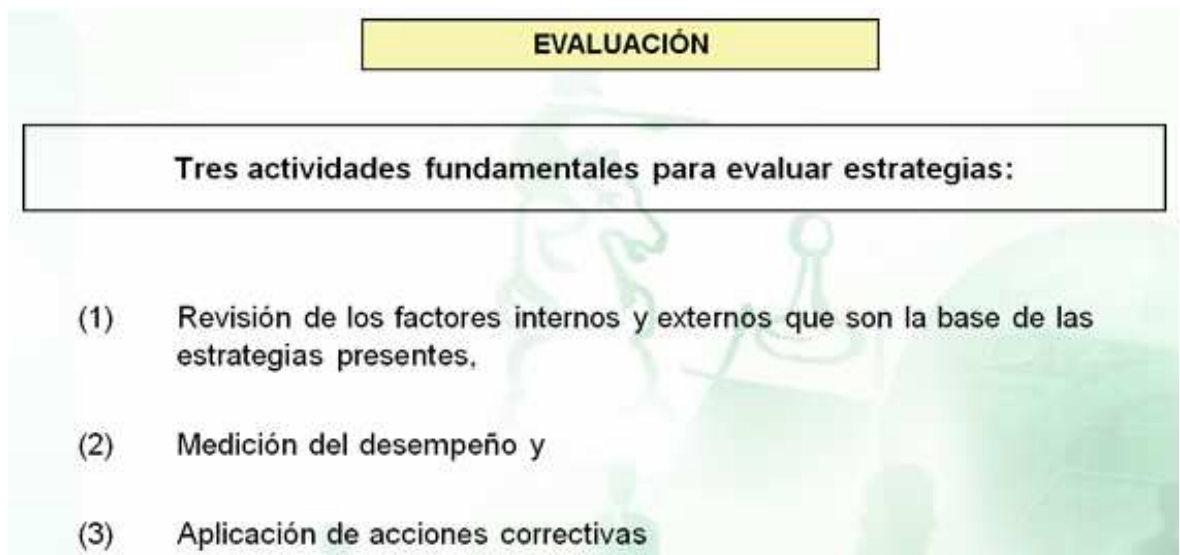 EVALUACIÓN
Tres actividades fundamentales para evaluar estrategias:
(1) Revisión de los factores internos y externos que son la base de las
estrategias presentes,
(2) Medición del desempeño y
(3) Aplicación de acciones correctivas